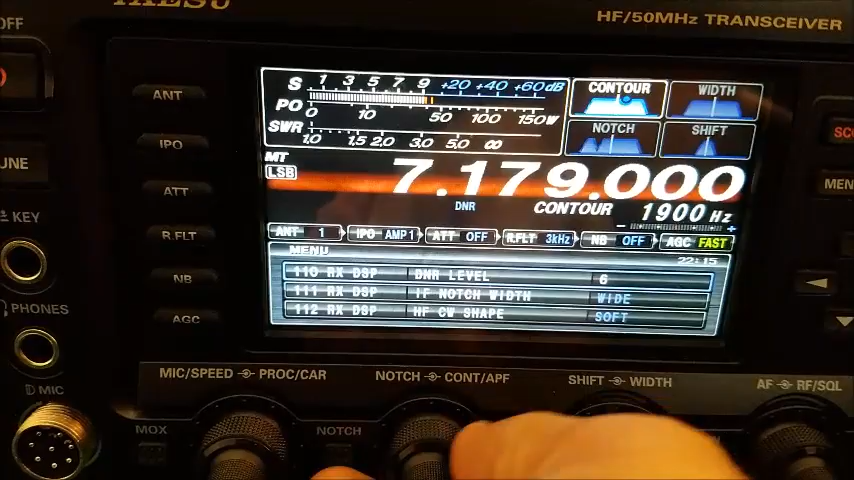 YAESU
HF/50MHz TRANSCEIVER
OFF
S 1 3 5 7 9 +20 +40 +60dB
PO 0 10 50 100 150W
SWR 1.0 1.5 2.0 3.0 5.0 ∞
CONTOUR WIDTH
NOTCH SHIFT
MT
LSB
7.179.000
DNR CONTOUR 1900 Hz
- +
ANT 1 IPO AMP1 ATT OFF R.FLT 3kHz NB OFF AGC FAST
MENU 22:15
110 RX DSP DNR LEVEL 6
111 RX DSP IF NOTCH WIDTH WIDE
112 RX DSP HF CW SHAPE SOFT
ANT
IPO
ATT
R.FLT
NB
AGC
TUNE
KEY
PHONES
MIC
MENU
MIC/SPEED PROC/CAR
NOTCH CONT/APF
SHIFT WIDTH
AF RF/SQL
MOX
NOTCH